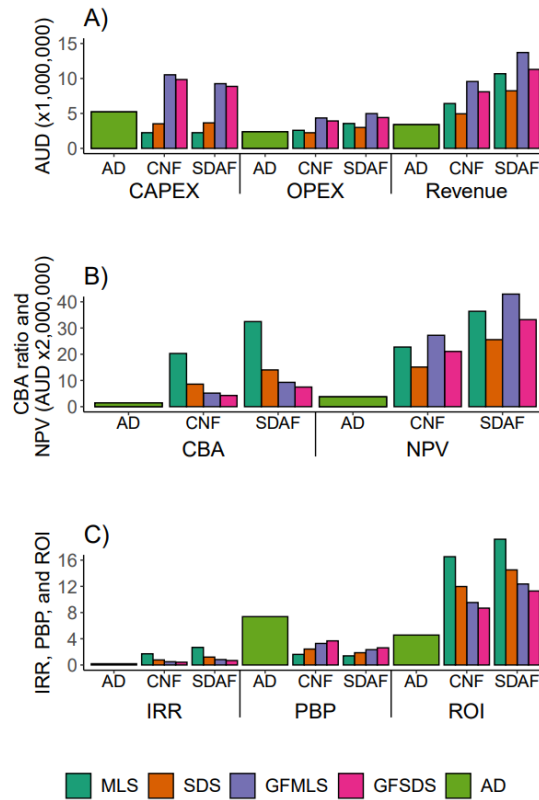 A)
AUD (x1,000,000)
15
10
5
0
AD CNF SDAF AD CNF SDAF AD CNF SDAF
CAPEX OPEX Revenue
B)
CBA ratio and
NPV (AUD x2,000,000)
40
30
20
10
0
AD CNF SDAF AD CNF SDAF
CBA NPV
C)
IRR, PBP, and ROI
16
12
8
4
0
AD CNF SDAF AD CNF SDAF AD CNF SDAF
IRR PBP ROI
MLS SDS GFMLS GFSDS AD